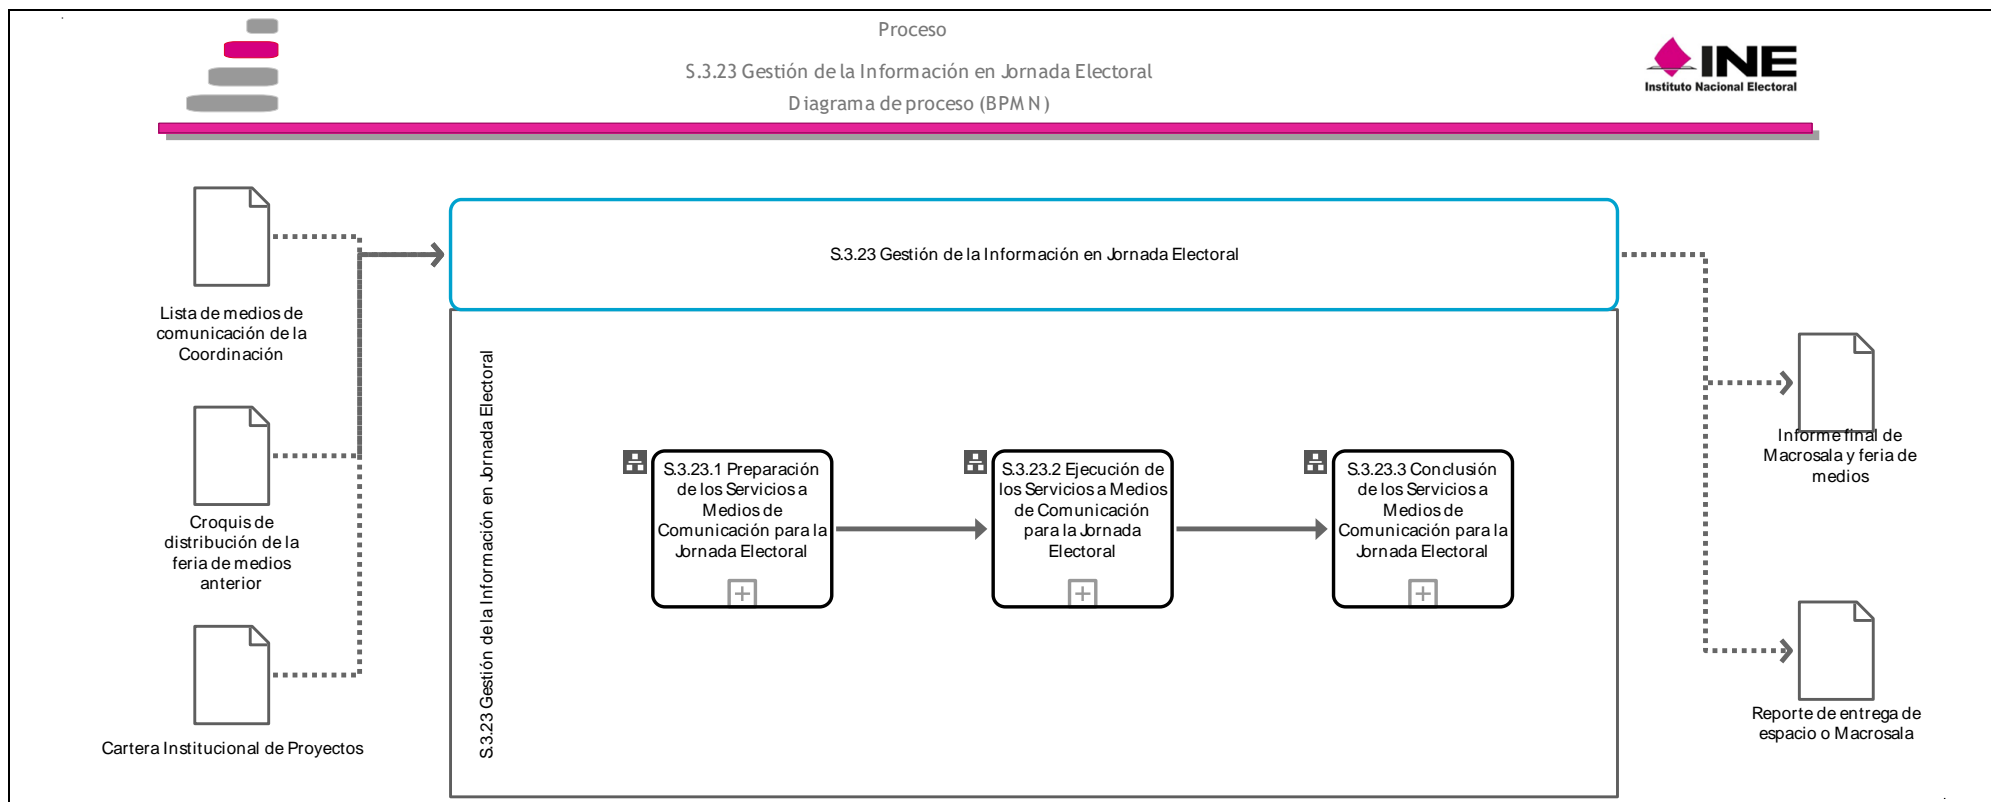 Proceso
S.3.23 Gestión de la Información en Jornada Electoral
Diagrama de proceso (BPMN)
INE
Instituto Nacional Electoral
S.3.23 Gestión de la Información en Jornada Electoral
Lista de medios de
comunicación de la
Coordinación
Croquis de
distribución de la
feria de medios
anterior
Cartera Institucional de Proyectos
S.3.23 Gestión de la Información en Jornada Electoral
S.3.23.1 Preparación
de los Servicios a
Medios de
Comunicación para la
Jornada Electoral
S.3.23.2 Ejecución de
los Servicios a Medios
de Comunicación
para la Jornada
Electoral
S.3.23.3 Conclusión
de los Servicios a
Medios de
Comunicación para la
Jornada Electoral
Informe final de
Macrosala y feria de
medios
Reporte de entrega de
espacio o Macrosala